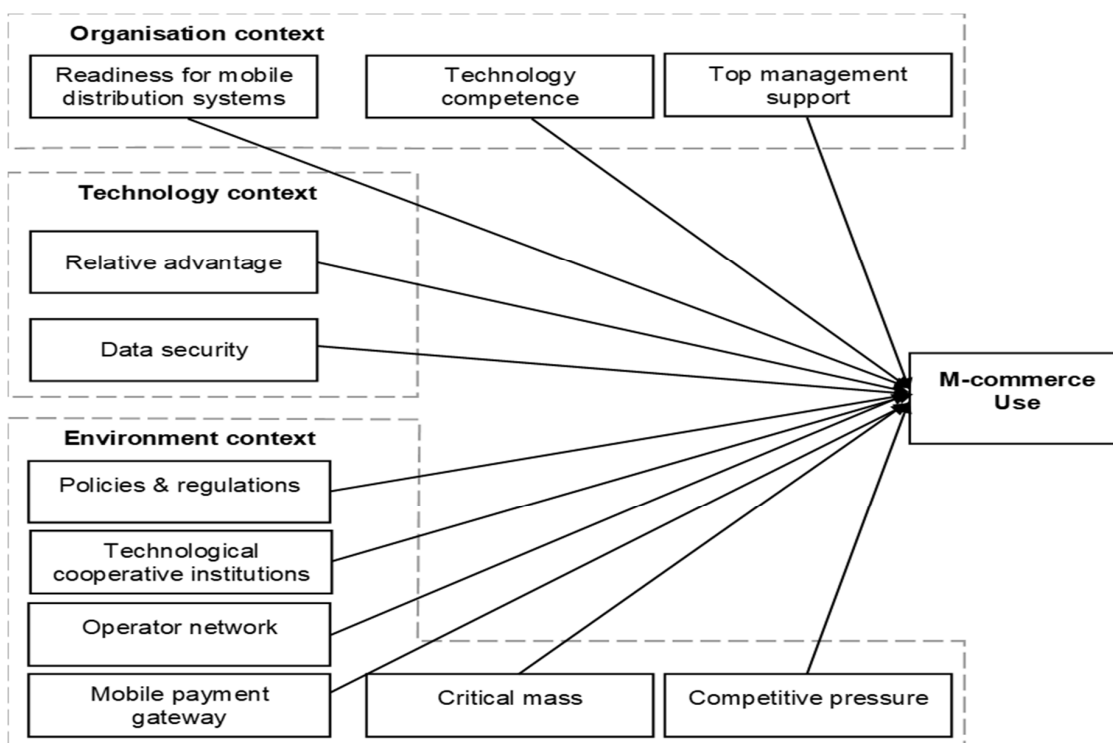 Organisation context
Readiness for mobile
distribution systems
Technology
competence
Top management
support
Technology context
Relative advantage
Data security
M-commerce
Use
Environment context
Policies & regulations
Technological
cooperative institutions
Operator network
Mobile payment
gateway
Critical mass
Competitive pressure